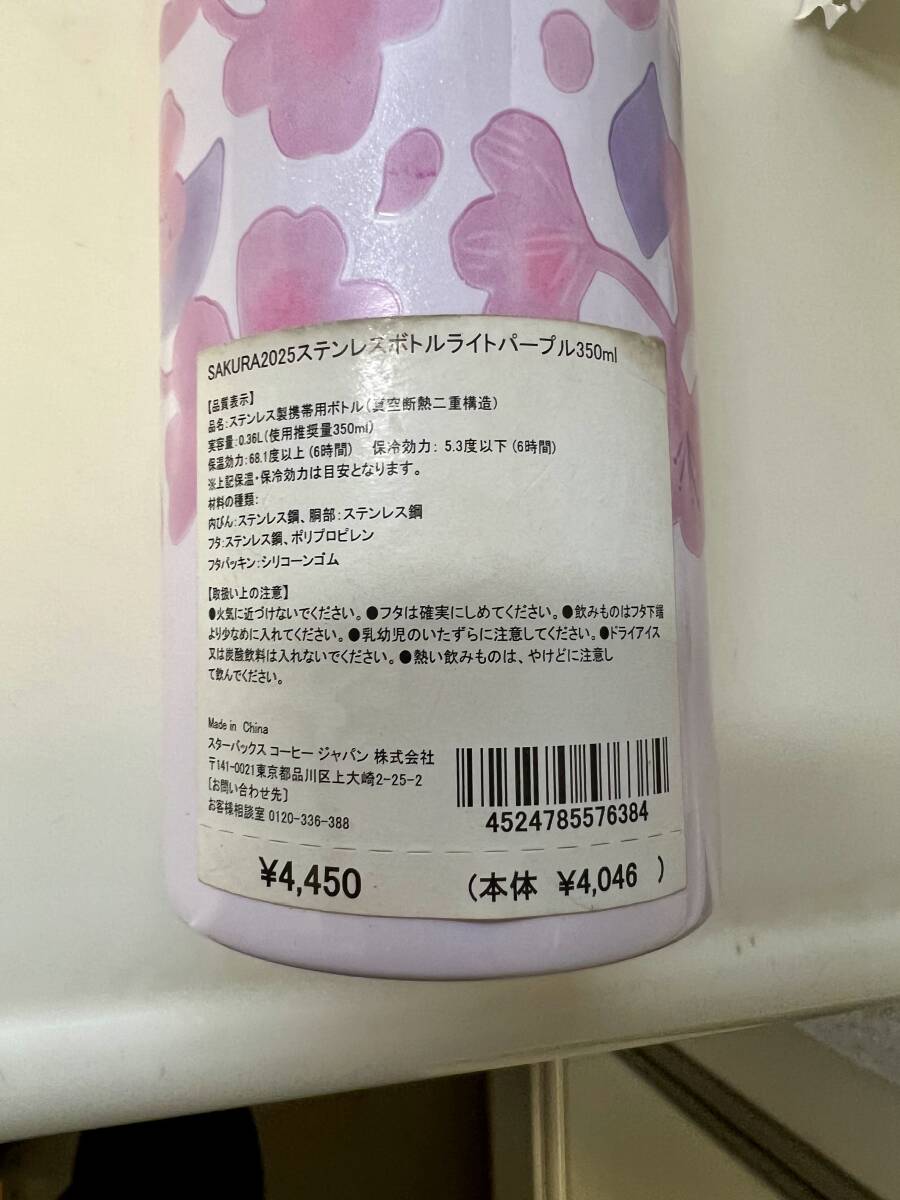 SAKURA2025ステンレスボトルライトパープル350ml
【品質表示】
品名：ステンレス製携帯用ボトル（真空断熱二重構造）
実容量：0.36L（使用推奨量350ml）
保温効力：68.1度以上（6時間） 保冷効力： 5.3度以下（6時間）
※上記保温・保冷効力は目安となります。
材料の種類：
内びん：ステンレス鋼、胴部：ステンレス鋼
フタ：ステンレス鋼、ポリプロピレン
フタパッキン：シリコーンゴム
【取扱い上の注意】
●火気に近づけないでください。●フタは確実にしめてください。●飲みものはフタ下端
より少なめに入れてください。●乳幼児のいたずらに注意してください。●ドライアイス
又は炭酸飲料は入れないでください。●熱い飲みものは、やけどに注意し
て飲んでください。
Made in China
スターバックス コーヒー ジャパン 株式会社
〒141-0021東京都品川区上大崎2-25-2
［お問い合わせ先］
お客様相談室 0120-336-388
4524785576384
¥4,450 （本体 ¥4,046 ）